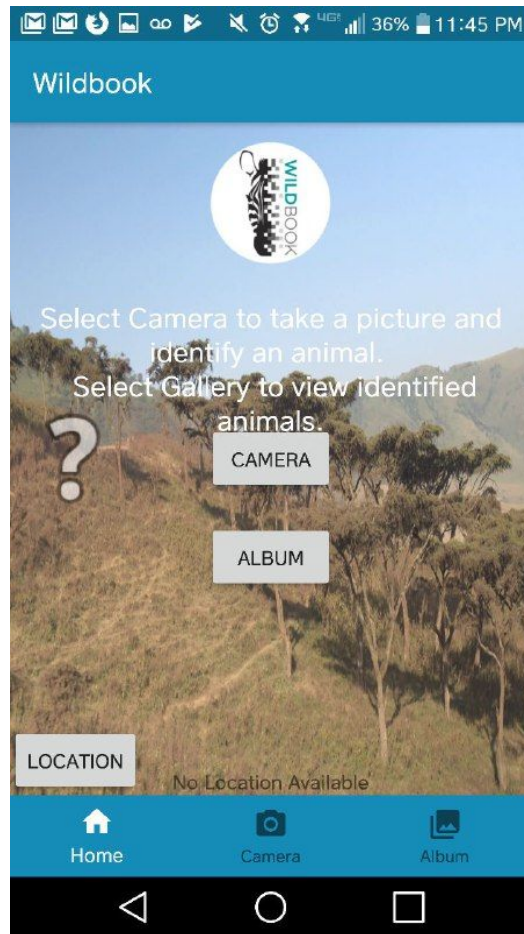 4G 36% 11:45 PM
Wildbook
WILDBOOK
Select Camera to take a picture and
identify an animal.
Select Gallery to view identified
animals.
?
CAMERA
ALBUM
LOCATION
No Location Available
Home Camera Album